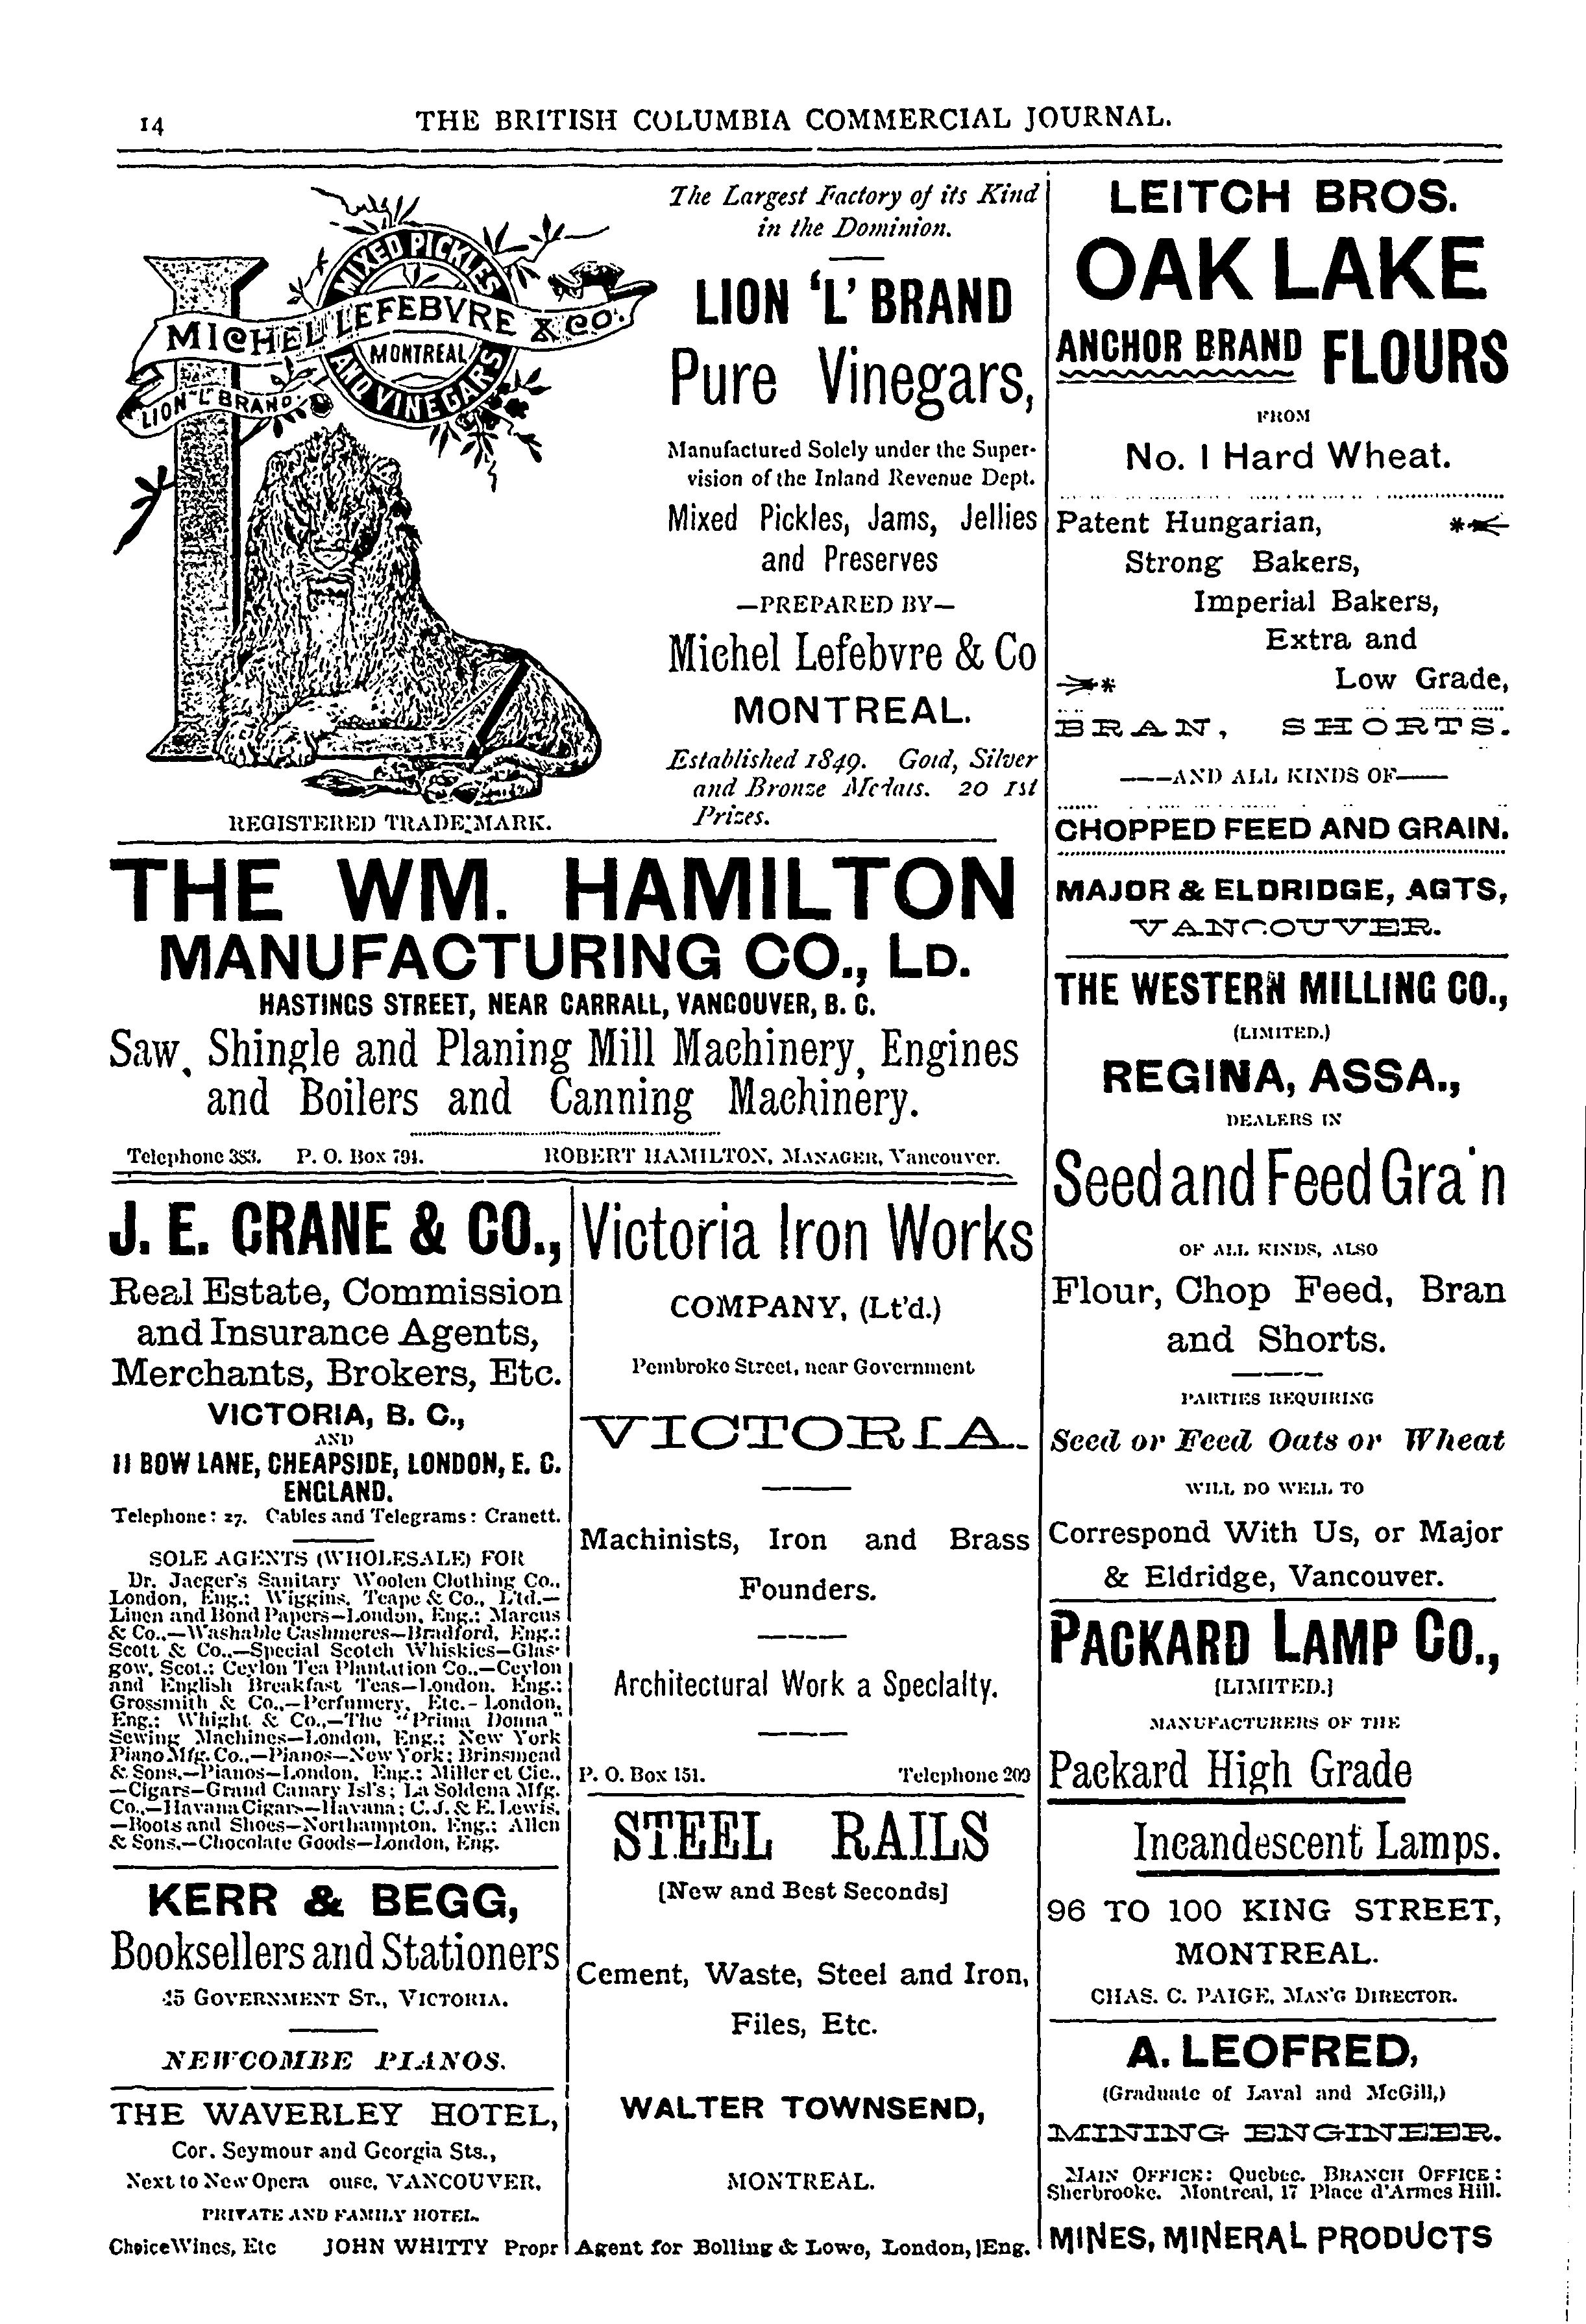 14
THE BRITISH COLUMBIA COMMERCIAL JOURNAL.
MIXED PICKLES
AND VINEGARS
MICHEL LEFEBVRE & CO.
MONTREAL
LION "L" BRAND.
REGISTERED TRADE MARK.
The Largest Factory of its Kind
in the Dominion.
LION 'L' BRAND
Pure Vinegars,
Manufactured Solely under the Super-
vision of the Inland Revenue Dept.
Mixed Pickles, Jams, Jellies
and Preserves
—PREPARED BY—
Michel Lefebvre & Co
MONTREAL.
Established 1849. Gold, Silver
and Bronze Medals. 20 1st
Prizes.
THE WM. HAMILTON
MANUFACTURING CO., LD.
HASTINGS STREET, NEAR CARRALL, VANCOUVER, B. C.
Saw, Shingle and Planing Mill Machinery, Engines
and Boilers and Canning Machinery.
Telephone 383. P. O. Box 794. ROBERT HAMILTON, MANAGER, Vancouver.
J. E. CRANE & CO.,
Real Estate, Commission
and Insurance Agents,
Merchants, Brokers, Etc.
VICTORIA, B. C.,
AND
11 BOW LANE, CHEAPSIDE, LONDON, E. C.
ENGLAND.
Telephone: 27. Cables and Telegrams: Cranett.
SOLE AGENTS (WHOLESALE) FOR
Dr. Jaeger's Sanitary Woolen Clothing Co.,
London, Eng.: Wiggins, Teape & Co., L't'd.—
Linen and Bond Papers—London, Eng.: Marcus
& Co.,—Washable Cashmeres—Bradford, Eng.:
Scott & Co.,—Special Scotch Whiskies—Glas-
gow, Scot.: Ceylon Tea Plantation Co.,—Ceylon
and English Breakfast Teas—London, Eng.:
Grossmith & Co.,—Perfumery, Etc.- London,
Eng.: Whight & Co.,—The "Prima Donna"
Sewing Machines—London, Eng.: New York
Piano Mfg. Co.,—Pianos—New York; Brinsmead
& Sons.—Pianos—London, Eng.: Miller et Cie.,
—Cigars—Grand Canary Isl's; La Soldena Mfg.
Co.,—Havana Cigars—Havana; C. J. & E. Lewis,
—Boots and Shoes—Northampton, Eng.: Allen
& Sons.—Chocolate Goods—London, Eng.
KERR & BEGG,
Booksellers and Stationers
45 GOVERNMENT ST., VICTORIA.
NEWCOMBE PIANOS.
THE WAVERLEY HOTEL,
Cor. Seymour and Georgia Sts.,
Next to New Opera ouse, VANCOUVER.
PRIVATE AND FAMILY HOTEL.
Choice Wines, Etc JOHN WHITTY Propr
Victoria Iron Works
COMPANY, (Lt'd.)
Pembroke Street, near Government
VICTORIA.
Machinists, Iron and Brass
Founders.
Architectural Work a Specialty.
P. O. Box 151. Telephone 209
STEEL RAILS
[New and Best Seconds]
Cement, Waste, Steel and Iron,
Files, Etc.
WALTER TOWNSEND,
MONTREAL.
Agent for Bolling & Lowe, London, Eng.
LEITCH BROS.
OAK LAKE
ANCHOR BRAND FLOURS
FROM
No. 1 Hard Wheat.
Patent Hungarian,
Strong Bakers,
Imperial Bakers,
Extra and
Low Grade,
BRAN, SHORTS.
——AND ALL KINDS OF——
CHOPPED FEED AND GRAIN.
MAJOR & ELDRIDGE, AGTS,
VANCOUVER.
THE WESTERN MILLING CO.,
(LIMITED.)
REGINA, ASSA.,
DEALERS IN
Seed and Feed Gra'n
OF ALL KINDS, ALSO
Flour, Chop Feed, Bran
and Shorts.
PARTIES REQUIRING
Seed or Feed Oats or Wheat
WILL DO WELL TO
Correspond With Us, or Major
& Eldridge, Vancouver.
PACKARD LAMP CO.,
[LIMITED.]
MANUFACTURERS OF THE
Packard High Grade
Incandescent Lamps.
96 TO 100 KING STREET,
MONTREAL.
CHAS. C. PAIGE, MAN'G DIRECTOR.
A. LEOFRED,
(Graduate of Laval and McGill,)
MINING ENGINEER.
MAIN OFFICE: Quebec. BRANCH OFFICE:
Sherbrooke. Montreal, 17 Place d'Armes Hill.
MINES, MINERAL PRODUCTS